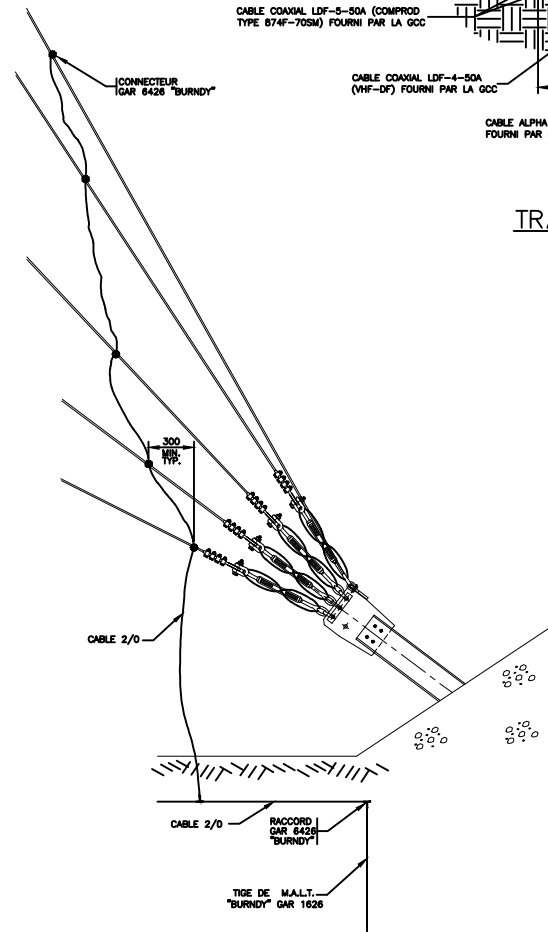 CABLE COAXIAL LDF-5-50A (COMPROD
TYPE 874F-70SM) FOURNI PAR LA GCC
CONNECTEUR
GAR 6426 "BURNDY"
CABLE COAXIAL LDF-4-50A
(VHF-DF) FOURNI PAR LA GCC
CABLE ALPHA
FOURNI PAR
TRA
300
MIN.
TYP.
CABLE 2/0
CABLE 2/0
RACCORD
GAR 6426
"BURNDY"
TIGE DE M.A.L.T.
"BURNDY" GAR 1626